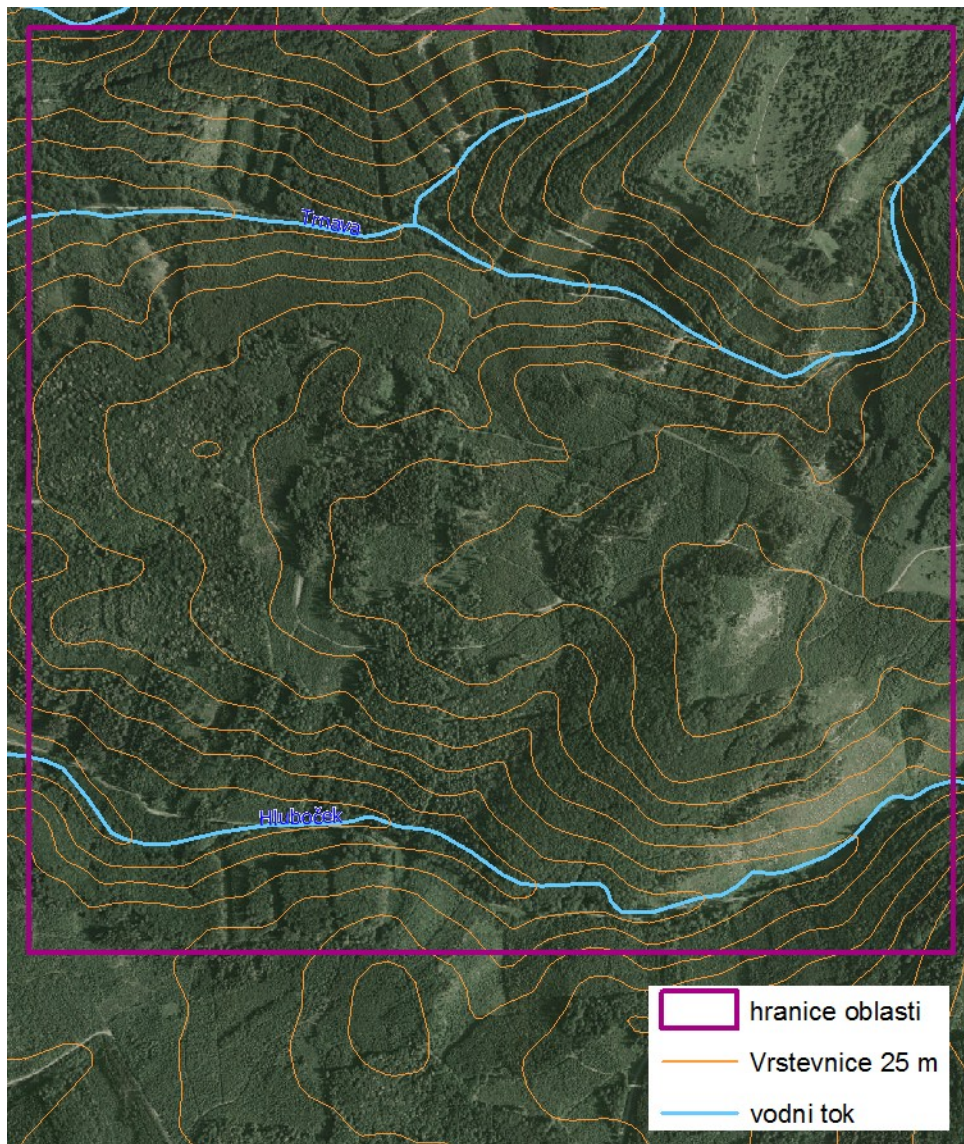 Trnava
Hluboček
hranice oblasti
Vrstevnice 25 m
vodni tok